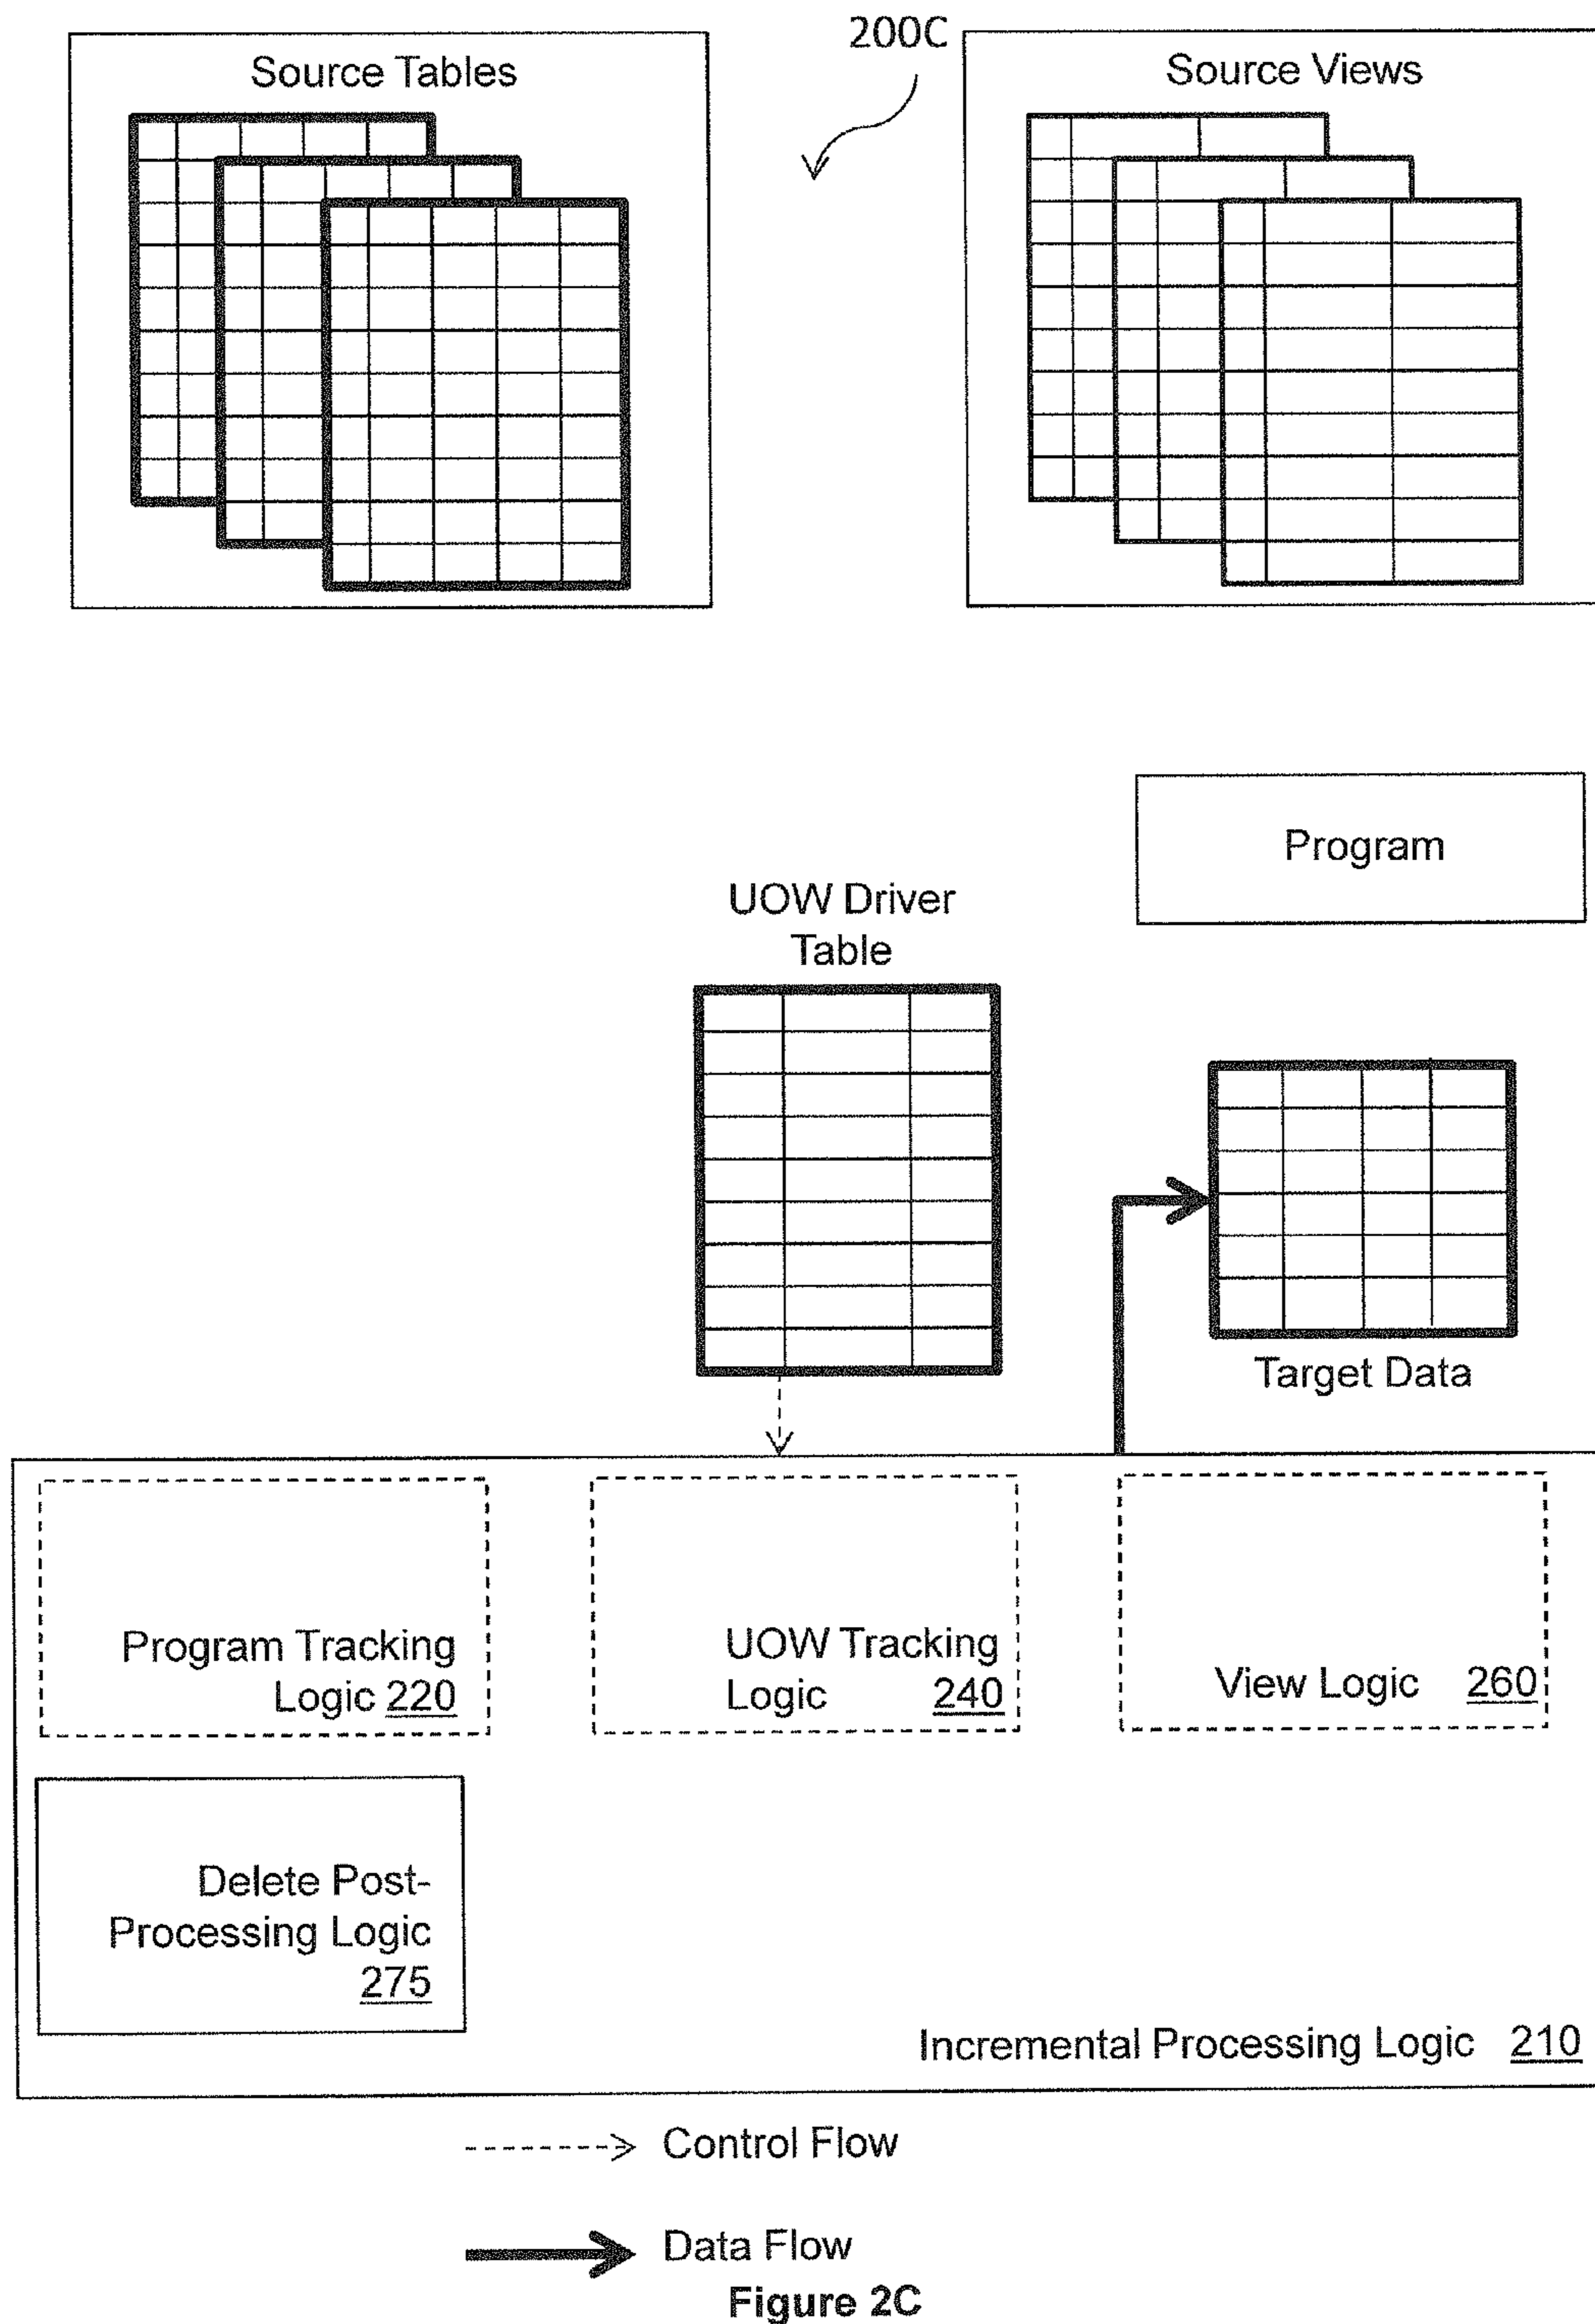 200C
Source Tables
Source Views
Program
UOW Driver
Table
Target Data
Program Tracking
Logic 220
UOW Tracking
Logic 240
View Logic 260
Delete Post-
Processing Logic
275
Incremental Processing Logic 210
Control Flow
Data Flow
Figure 2C